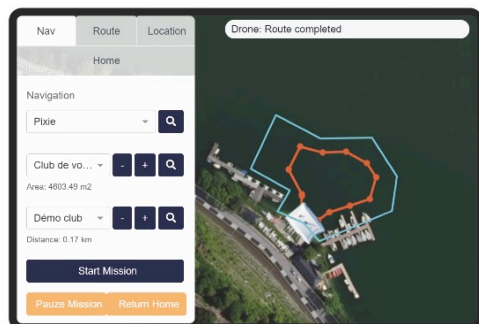 Nav Route Location
Home
Drone: Route completed
Navigation
Pixie
Club de vo...
- +
Area: 4603.49 m2
Démo club
- +
Distance: 0.17 km
Start Mission
Pauze Mission Return Home